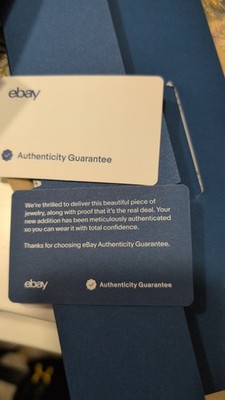 ebay
Authenticity Guarantee
We're thrilled to deliver this beautiful piece of
jewelry, along with proof that it's the real deal. Your
new addition has been meticulously authenticated
so you can wear it with total confidence.
Thanks for choosing eBay Authenticity Guarantee.
ebay
Authenticity Guarantee